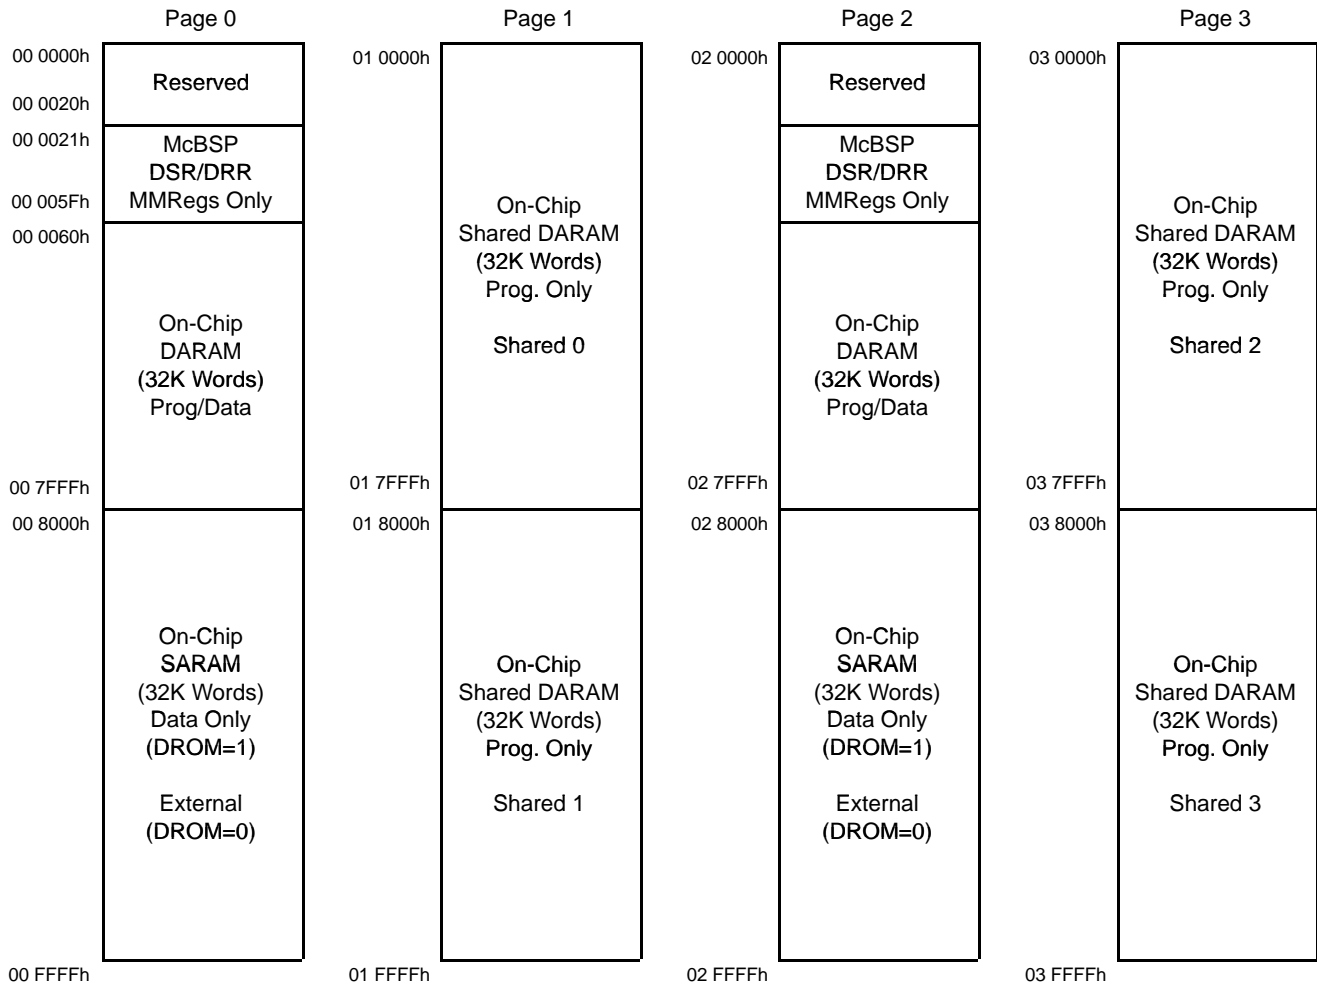 Page 0
00 0000h
Reserved
00 0020h
00 0021h
McBSP
DSR/DRR
MMRegs Only
00 005Fh
00 0060h
On-Chip
DARAM
(32K Words)
Prog/Data
00 7FFFh
00 8000h
On-Chip
SARAM
(32K Words)
Data Only
(DROM=1)
External
(DROM=0)
00 FFFFh
Page 1
01 0000h
On-Chip
Shared DARAM
(32K Words)
Prog. Only
Shared 0
01 7FFFh
01 8000h
On-Chip
Shared DARAM
(32K Words)
Prog. Only
Shared 1
01 FFFFh
Page 2
02 0000h
Reserved
McBSP
DSR/DRR
MMRegs Only
On-Chip
DARAM
(32K Words)
Prog/Data
02 7FFFh
02 8000h
On-Chip
SARAM
(32K Words)
Data Only
(DROM=1)
External
(DROM=0)
02 FFFFh
Page 3
03 0000h
On-Chip
Shared DARAM
(32K Words)
Prog. Only
Shared 2
03 7FFFh
03 8000h
On-Chip
Shared DARAM
(32K Words)
Prog. Only
Shared 3
03 FFFFh